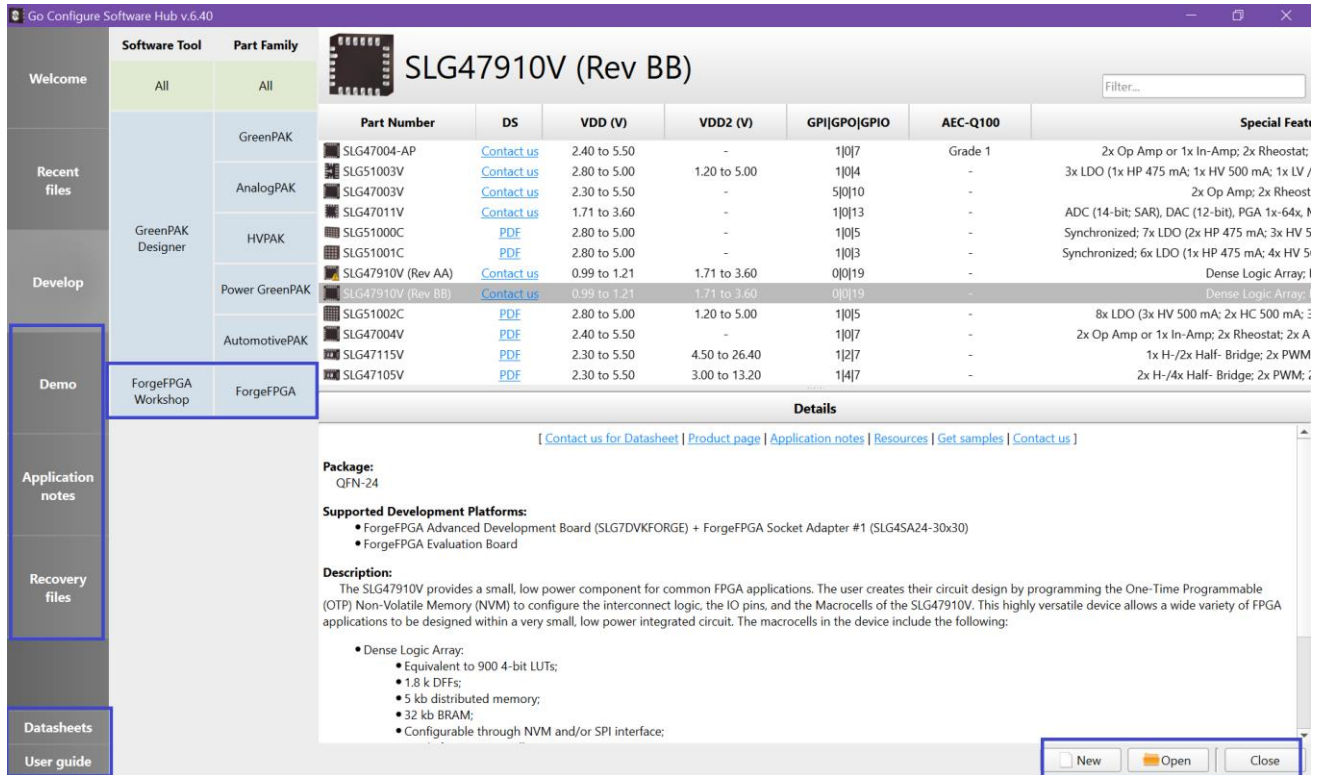 Go Configure Software Hub v.6.40
Welcome
Recent
files
Develop
Demo
Application
notes
Recovery
files
Datasheets
User guide
Software Tool Part Family
All All
GreenPAK
Designer
GreenPAK
AnalogPAK
HVPAK
Power GreenPAK
AutomotivePAK
ForgeFPGA
Workshop
ForgeFPGA
SLG47910V (Rev BB)
Filter...
Part Number DS VDD (V) VDD2 (V) GPI|GPO|GPIO AEC-Q100 Special Featu
SLG47004-AP Contact us 2.40 to 5.50 - 1|0|7 Grade 1 2x Op Amp or 1x In-Amp; 2x Rheostat;
SLG51003V Contact us 2.80 to 5.00 1.20 to 5.00 1|0|4 - 3x LDO (1x HP 475 mA; 1x HV 500 mA; 1x LV /
SLG47003V Contact us 2.30 to 5.50 - 5|0|10 - 2x Op Amp; 2x Rheost
SLG47011V Contact us 1.71 to 3.60 - 1|0|13 - ADC (14-bit; SAR), DAC (12-bit), PGA 1x-64x,
SLG51000C PDF 2.80 to 5.00 - 1|0|5 - Synchronized; 7x LDO (2x HP 475 mA; 3x HV 5
SLG51001C PDF 2.80 to 5.00 - 1|0|3 - Synchronized; 6x LDO (1x HP 475 mA; 4x HV 5
SLG47910V (Rev AA) Contact us 0.99 to 1.21 1.71 to 3.60 0|0|19 - Dense Logic Array;
SLG47910V (Rev BB) Contact us 0.99 to 1.21 1.71 to 3.60 0|0|19 - Dense Logic Array;
SLG51002C PDF 2.80 to 5.00 1.20 to 5.00 1|0|5 - 8x LDO (3x HV 500 mA; 2x HC 500 mA; 3
SLG47004V PDF 2.40 to 5.50 - 1|0|7 - 2x Op Amp or 1x In-Amp; 2x Rheostat; 2x A
SLG47115V PDF 2.30 to 5.50 4.50 to 26.40 1|2|7 - 1x H-/2x Half- Bridge; 2x PWM
SLG47105V PDF 2.30 to 5.50 3.00 to 13.20 1|4|7 - 2x H-/4x Half- Bridge; 2x PWM; 2
Details
[ Contact us for Datasheet | Product page | Application notes | Resources | Get samples | Contact us ]
Package:
QFN-24
Supported Development Platforms:
• ForgeFPGA Advanced Development Board (SLG7DVKFORGE) + ForgeFPGA Socket Adapter #1 (SLG4SA24-30x30)
• ForgeFPGA Evaluation Board
Description:
The SLG47910V provides a small, low power component for common FPGA applications. The user creates their circuit design by programming the One-Time Programmable
(OTP) Non-Volatile Memory (NVM) to configure the interconnect logic, the IO pins, and the Macrocells of the SLG47910V. This highly versatile device allows a wide variety of FPGA
applications to be designed within a very small, low power integrated circuit. The macrocells in the device include the following:
• Dense Logic Array:
• Equivalent to 900 4-bit LUTs;
• 1.8 k DFFs;
• 5 kb distributed memory;
• 32 kb BRAM;
• Configurable through NVM and/or SPI interface;
New Open Close